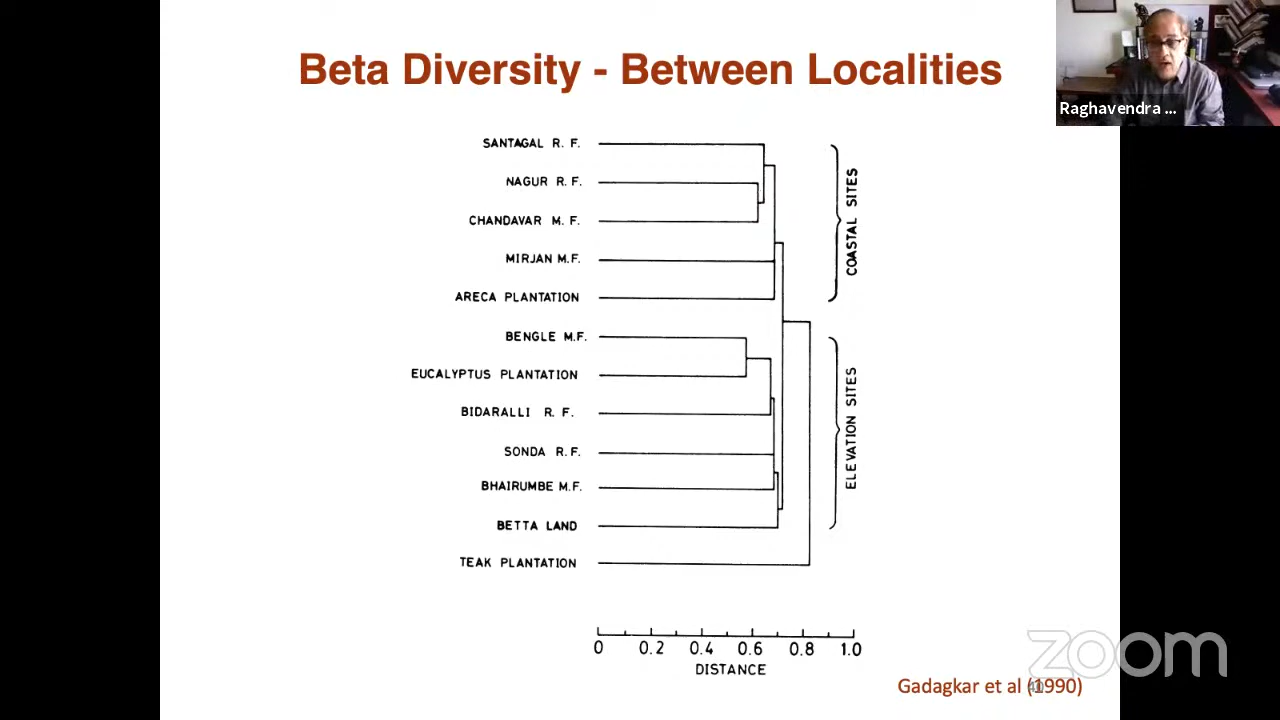 Beta Diversity - Between Localities
Raghavendra ...
SANTAGAL R. F.
NAGUR R.F.
CHANDAVAR M. F.
MIRJAN M.F.
ARECA PLANTATION
COASTAL SITES
BENGLE M.F.
EUCALYPTUS PLANTATION
BIDARALLI R. F.
SONDA R.F.
BHAIRUMBE M.F.
BETTA LAND
ELEVATION SITES
TEAK PLANTATION
0 0.2 0.4 0.6 0.8 1.0
DISTANCE
Gadagkar et al (1990)
zoom